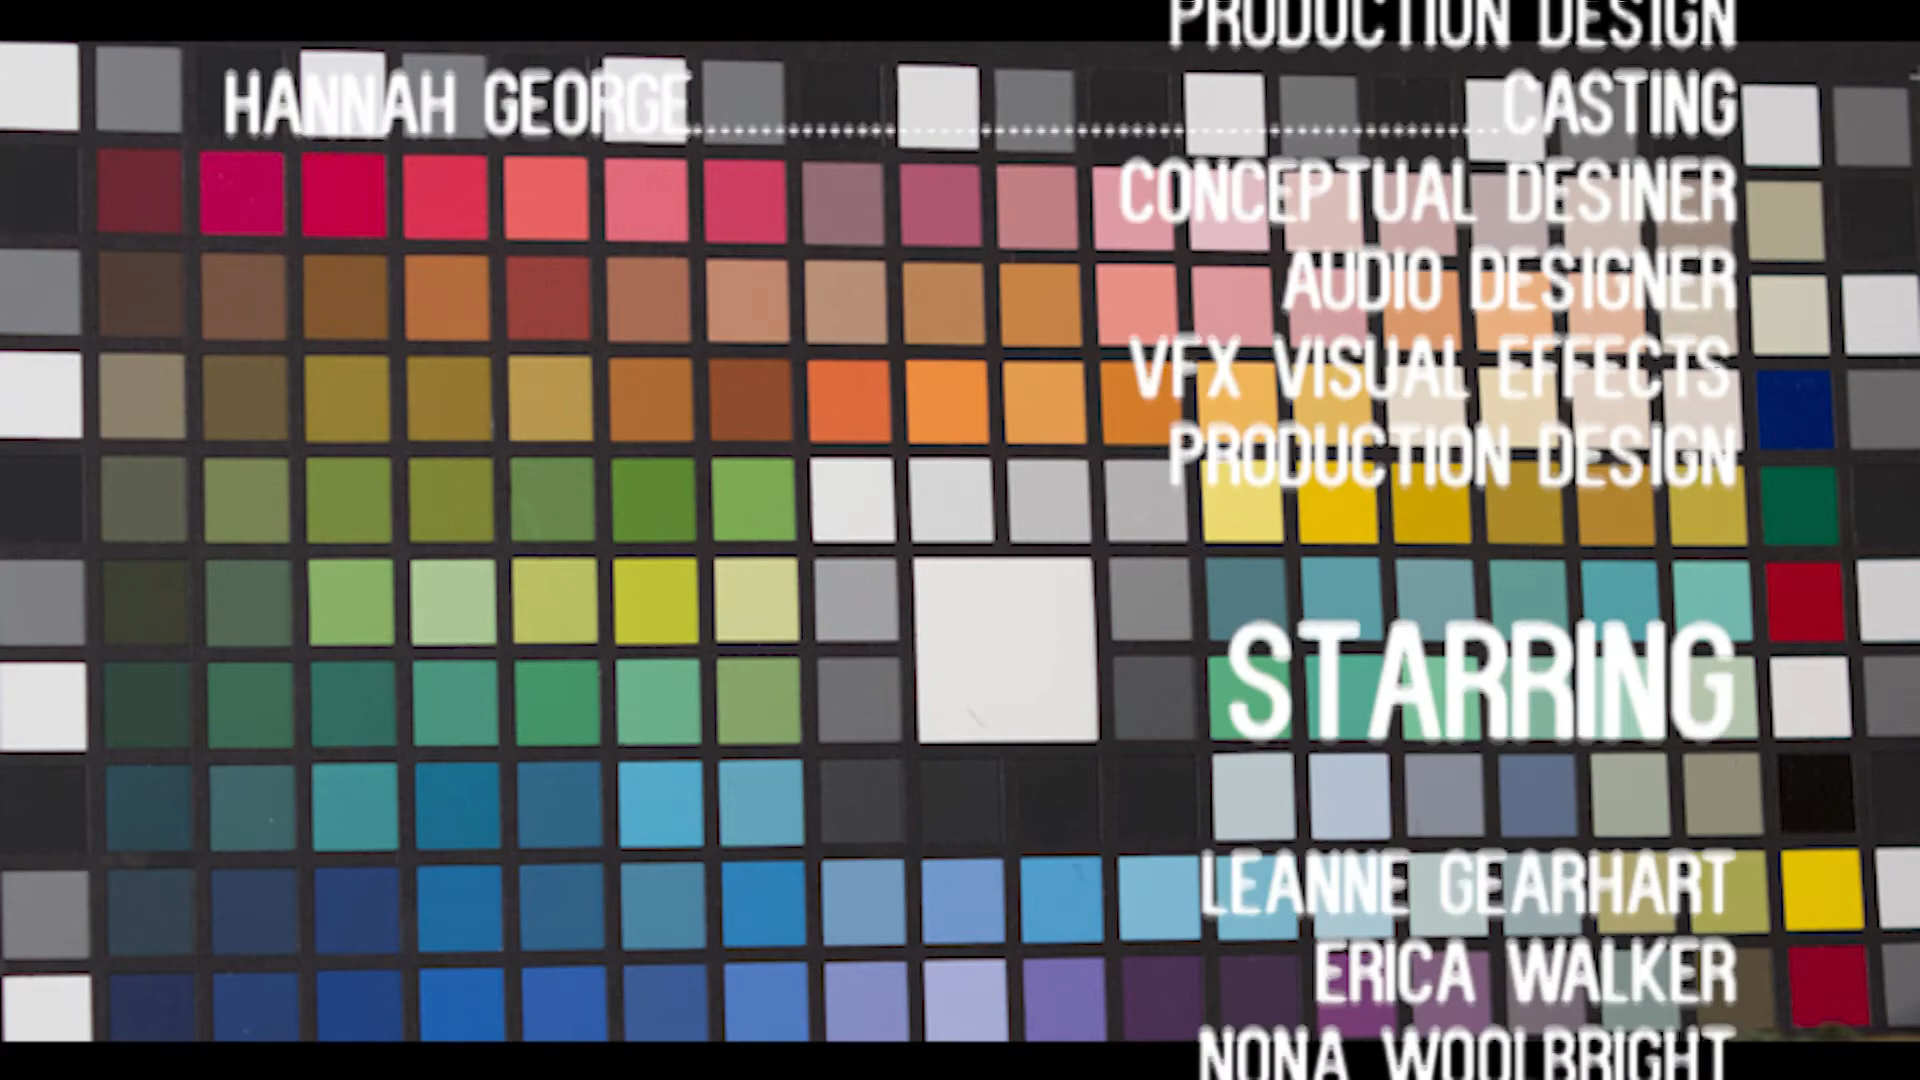 PRODUCTION DESIGN
HANNAH GEORGE........................................................CASTING
CONCEPTUAL DESINER
AUDIO DESIGNER
VFX VISUAL EFFECTS
PRODUCTION DESIGN
STARRING
LEANNE GEARHART
ERICA WALKER
NONA WOOLBRIGHT